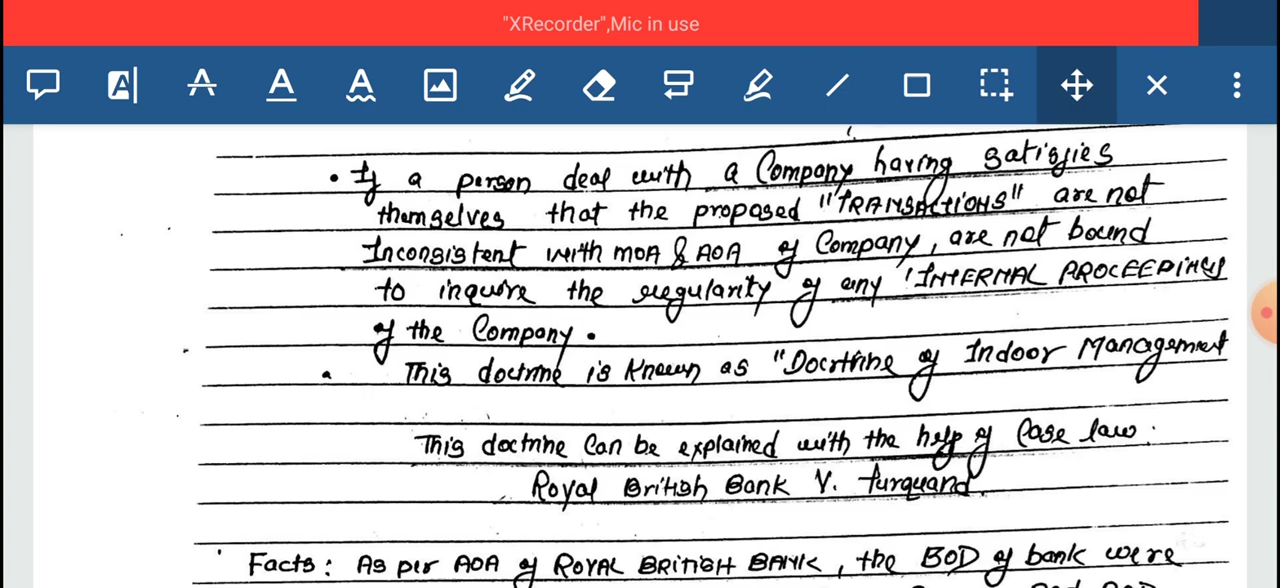 "XRecorder",Mic in use
• If a person deal with a Company having satisfies
themselves that the proposed "TRANSACTIONS" are not
Inconsistent with MOA & AOA of Company, are not bound
to inquire the regularity of any 'INTERNAL PROCEEDINGS
of the Company.
This doctrine is known as "Doctrine of Indoor Management
This doctrine can be explained with the help of Case law.
Royal British Bank V. Turquand.
Facts: As per AOA of ROYAL BRITISH BANK, the BOD of bank were